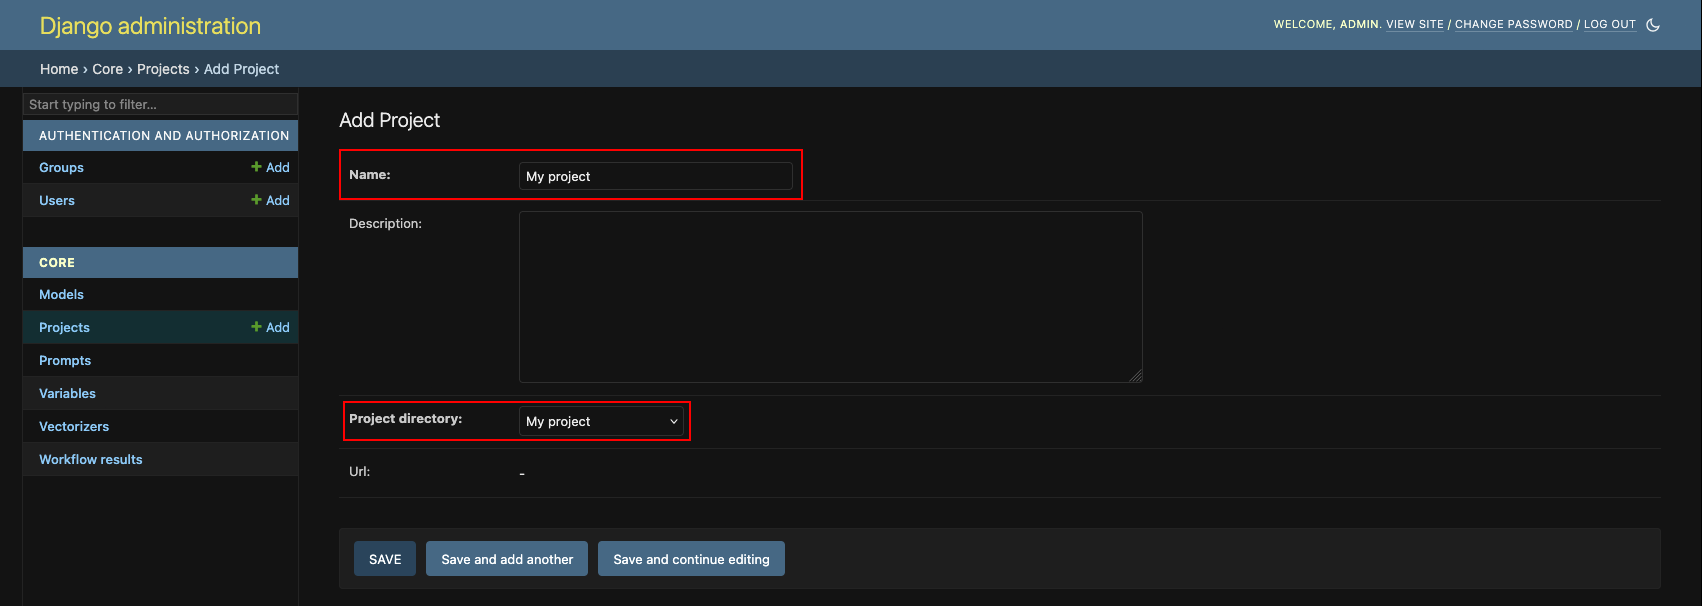 Django administration
WELCOME, ADMIN. VIEW SITE / CHANGE PASSWORD / LOG OUT
Home › Core › Projects › Add Project
Start typing to filter...
AUTHENTICATION AND AUTHORIZATION
Groups + Add
Users + Add
CORE
Models
Projects + Add
Prompts
Variables
Vectorizers
Workflow results
Add Project
Name: My project
Description:
Project directory: My project
Url: -
SAVE Save and add another Save and continue editing